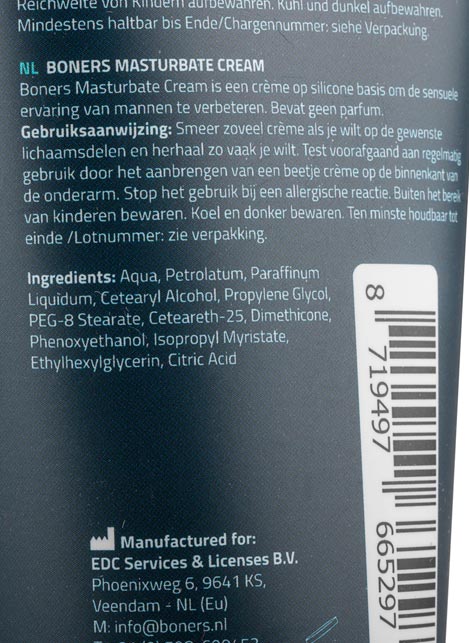 Reichweite von Kindern aufbewahren. Kühl und dunkel aufbewahren.
Mindestens haltbar bis Ende/Chargennummer: siehe Verpackung.
NL BONERS MASTURBATE CREAM
Boners Masturbate Cream is een crème op silicone basis om de sensuele
ervaring van mannen te verbeteren. Bevat geen parfum.
Gebruiksaanwijzing: Smeer zoveel crème als je wilt op de gewenste
lichaamsdelen en herhaal zo vaak je wilt. Test voorafgaand aan regelmatig
gebruik door het aanbrengen van een beetje crème op de binnenkant van
de onderarm. Stop het gebruik bij een allergische reactie. Buiten het bereik
van kinderen bewaren. Koel en donker bewaren. Ten minste houdbaar tot
einde /Lotnummer: zie verpakking.
Ingredients: Aqua, Petrolatum, Paraffinum
Liquidum, Cetearyl Alcohol, Propylene Glycol,
PEG-8 Stearate, Ceteareth-25, Dimethicone,
Phenoxyethanol, Isopropyl Myristate,
Ethylhexylglycerin, Citric Acid
8 719497 665297
Manufactured for:
EDC Services & Licenses B.V.
Phoenixweg 6, 9641 KS,
Veendam - NL (Eu)
M: info@boners.nl